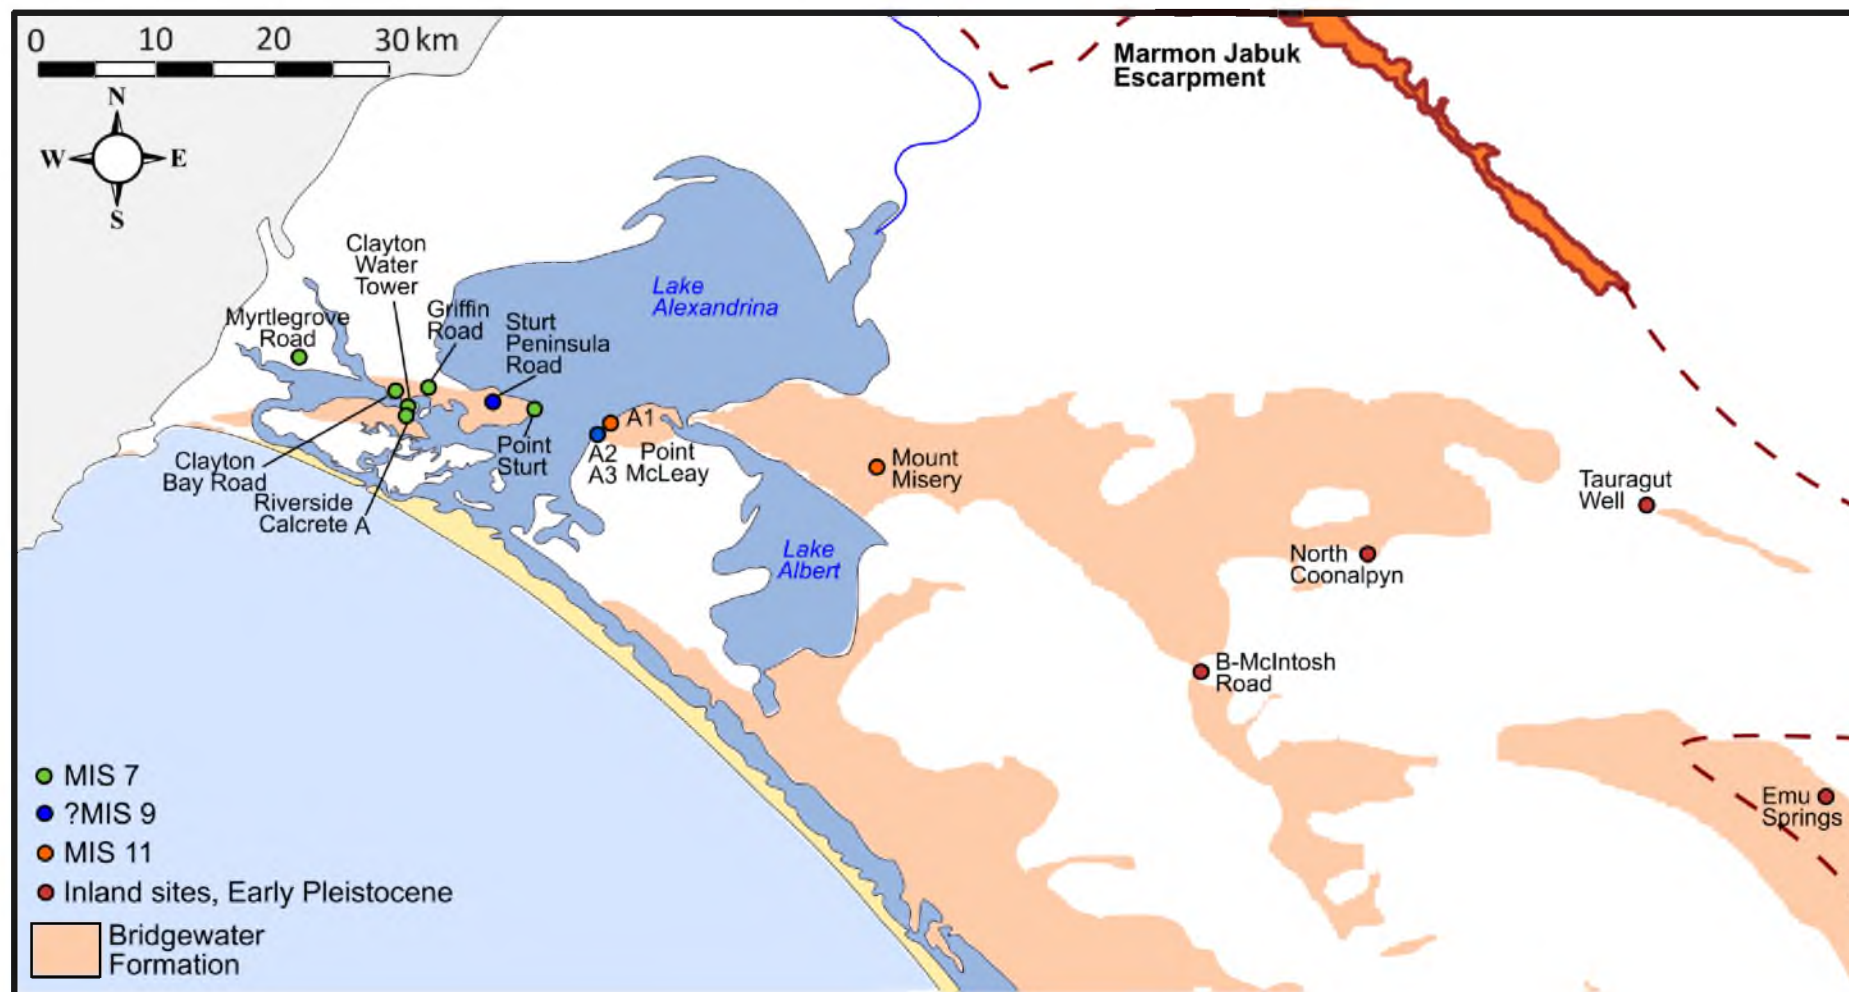 0 10 20 30 km
N
W E
S
Marmon Jabuk
Escarpment
Clayton
Water
Tower
Lake
Alexandrina
Myrtlegrove
Road
Griffin
Road
Sturt
Peninsula
Road
Clayton
Bay Road
Riverside
Calcrete A
Point
Sturt
A1
A2
A3
Point
McLeay
Mount
Misery
Lake
Albert
Tauragut
Well
North
Coonalpyn
B-McIntosh
Road
Emu
Springs
MIS 7
?MIS 9
MIS 11
Inland sites, Early Pleistocene
Bridgewater
Formation